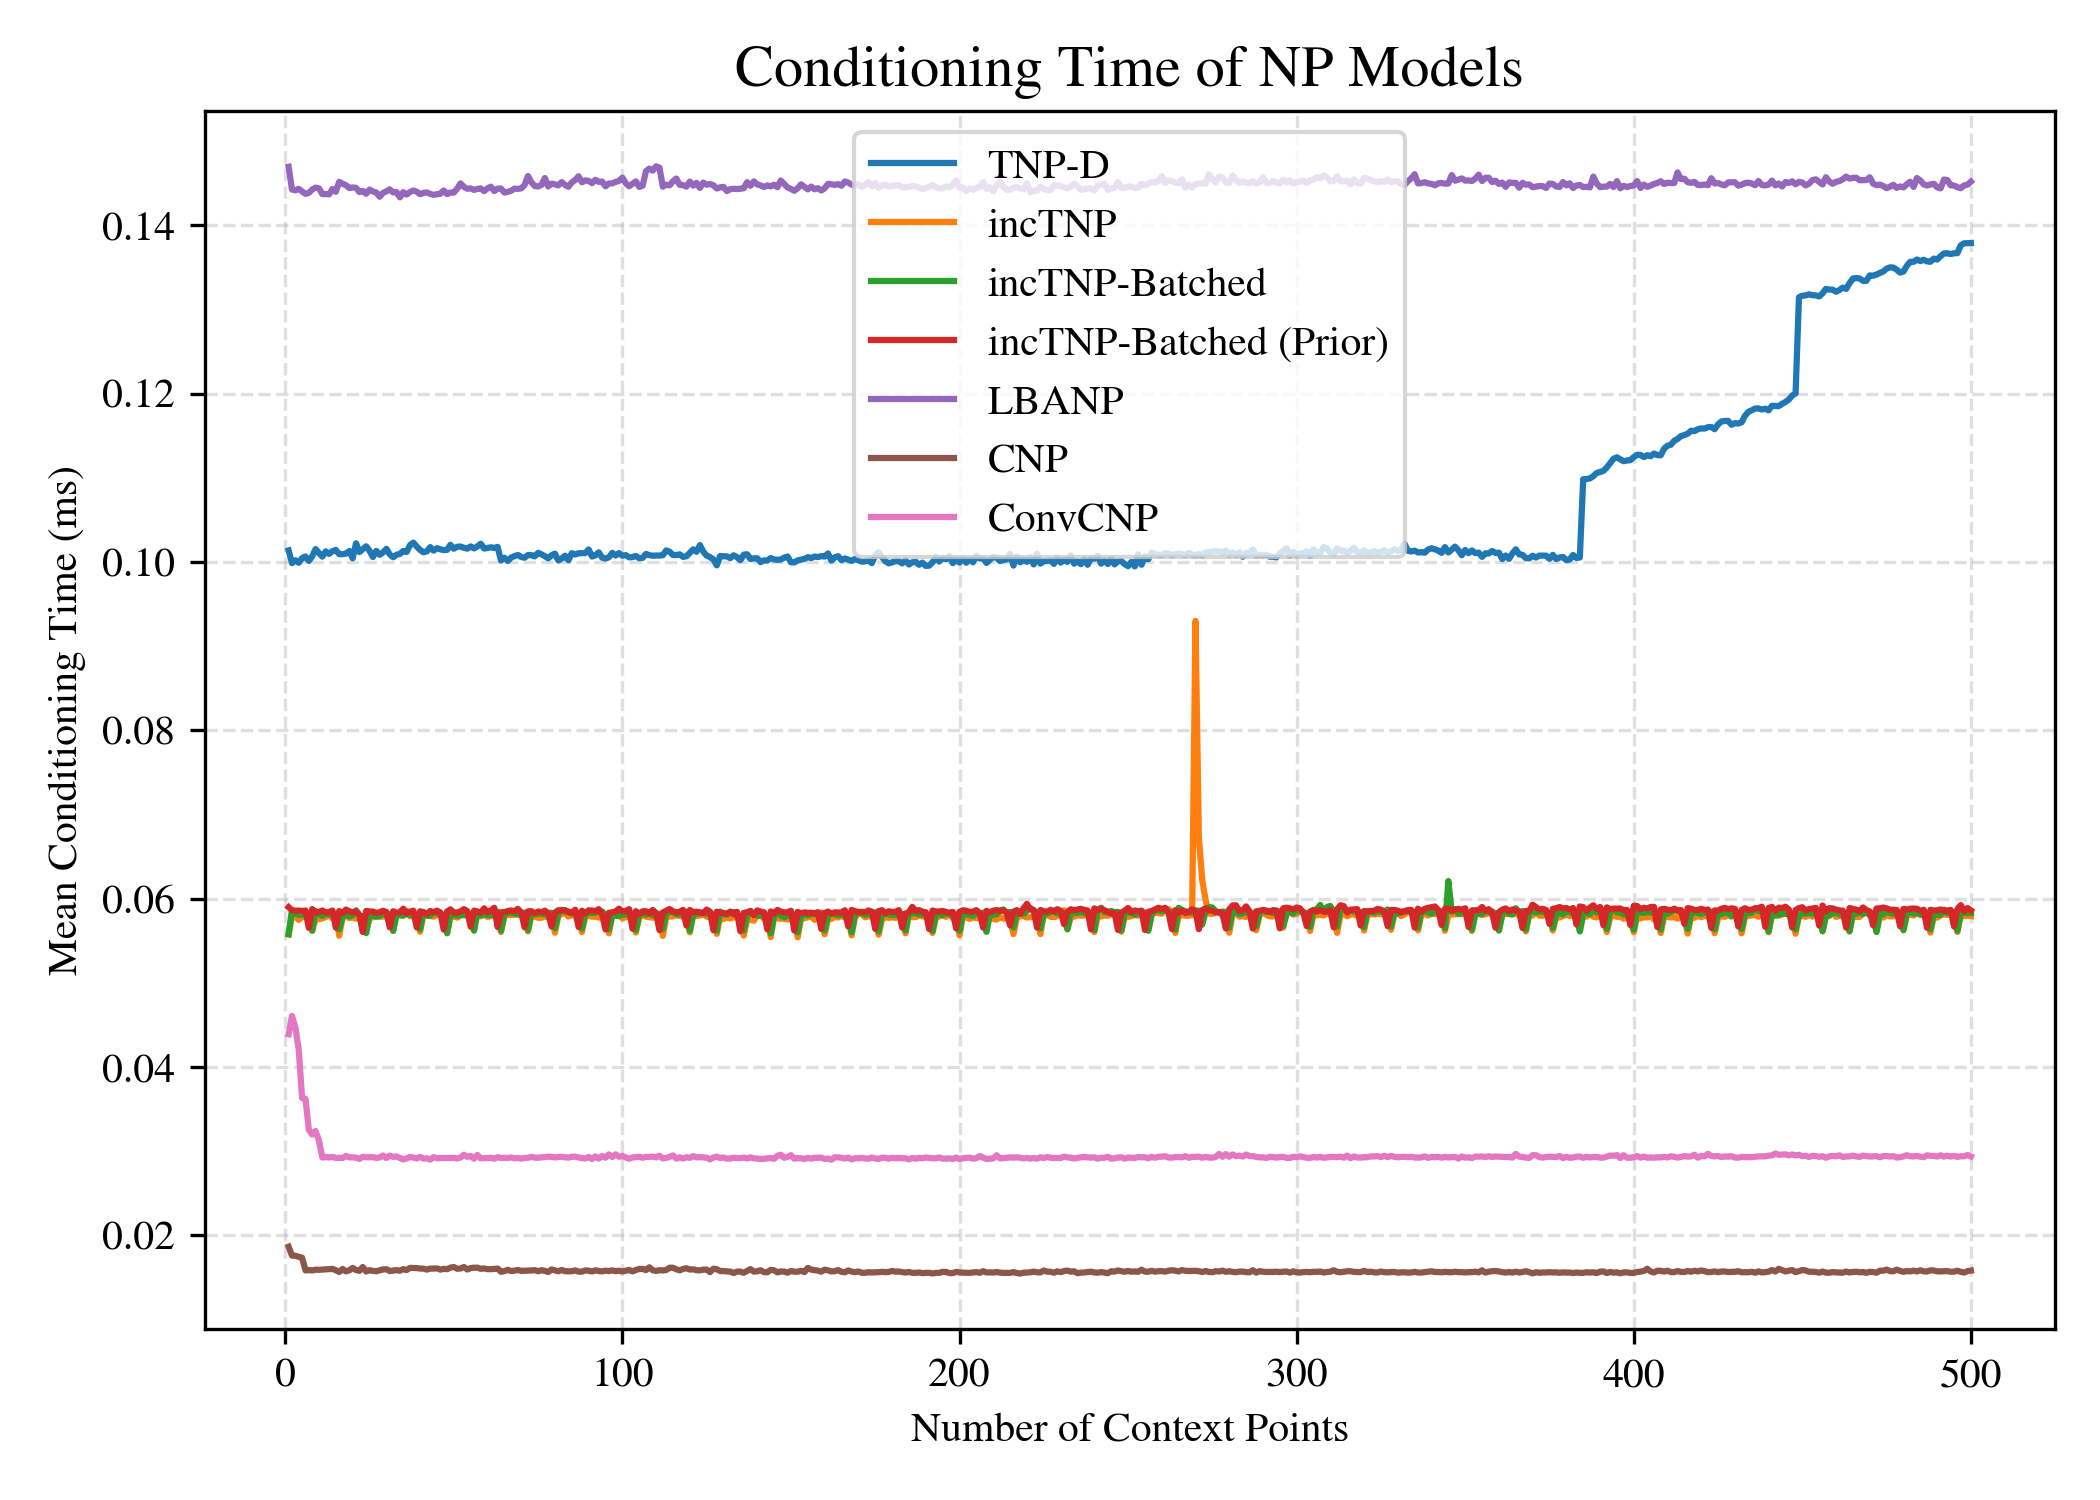 Conditioning Time of NP Models
TNP-D
incTNP
incTNP-Batched
incTNP-Batched (Prior)
LBANP
CNP
ConvCNP
Mean Conditioning Time (ms)
0.14
0.12
0.10
0.08
0.06
0.04
0.02
0 100 200 300 400 500
Number of Context Points